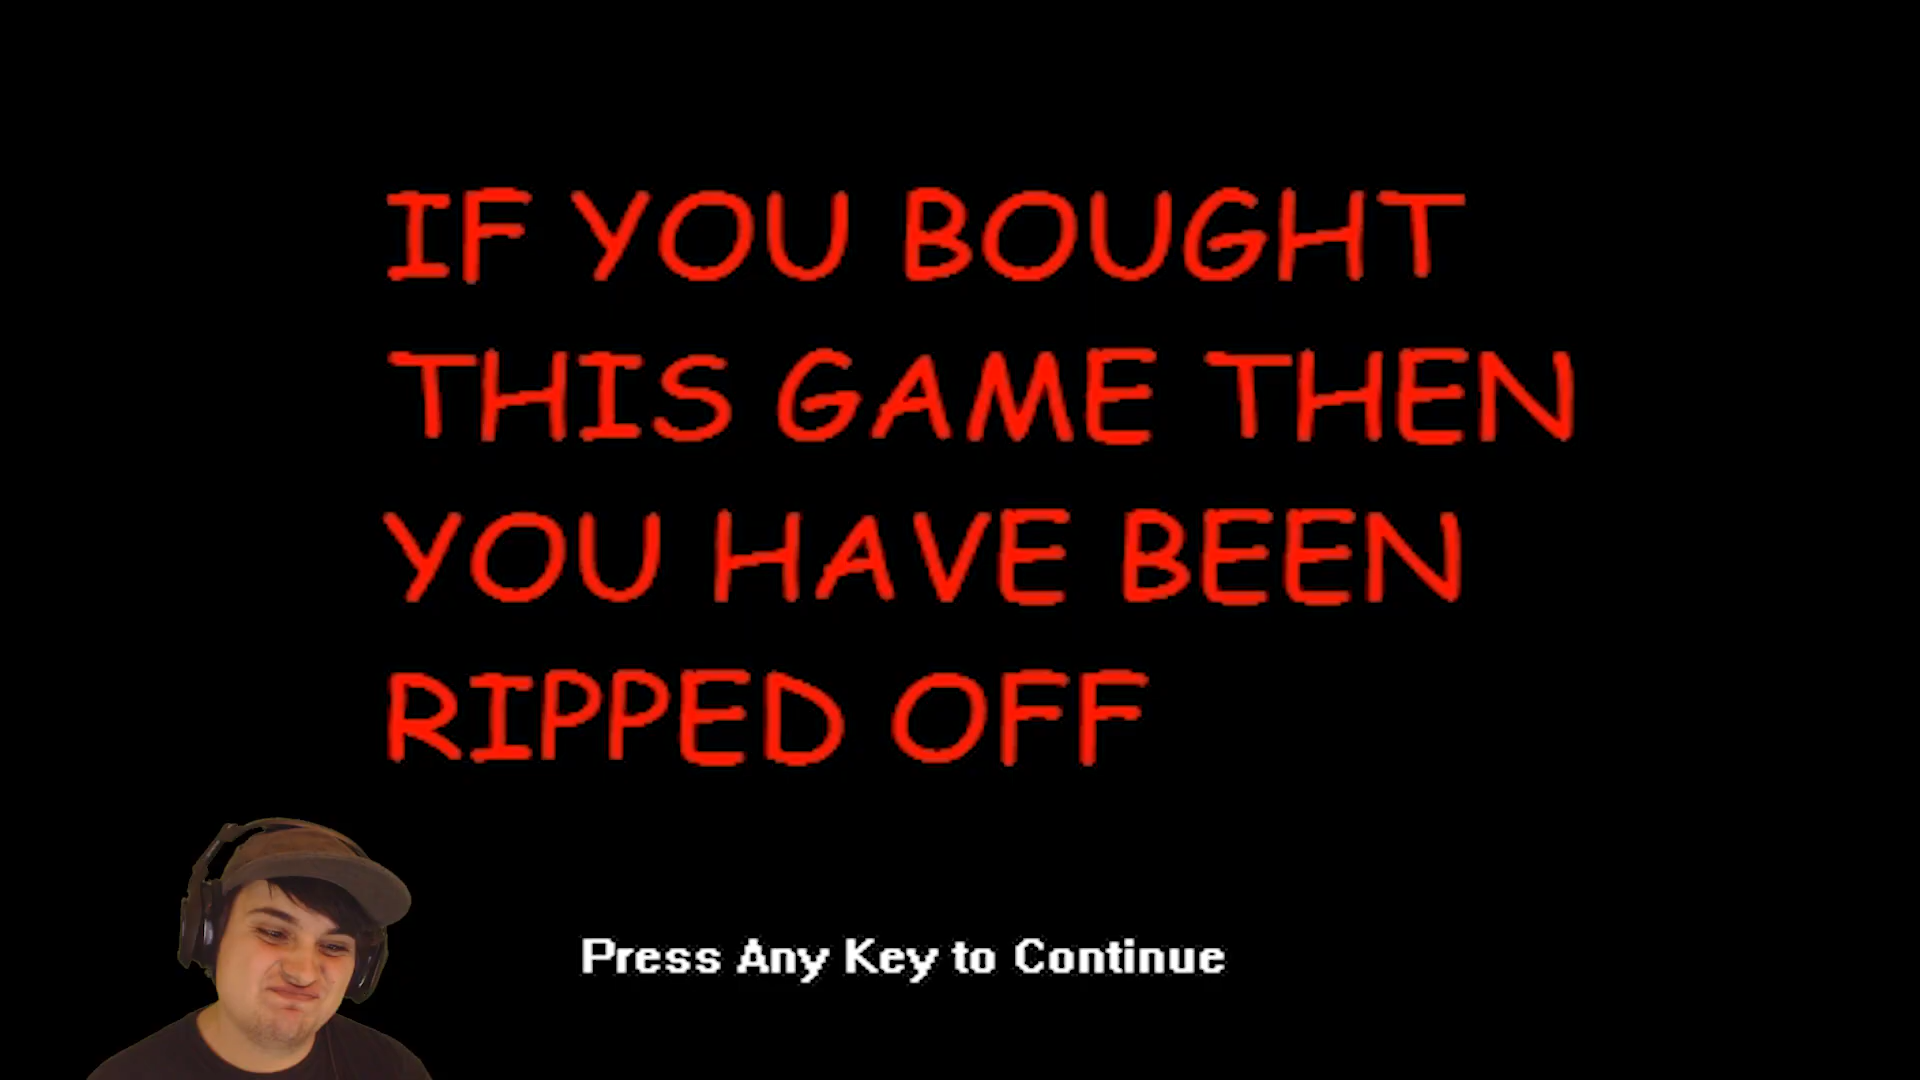 IF YOU BOUGHT
THIS GAME THEN
YOU HAVE BEEN
RIPPED OFF
Press Any Key to Continue